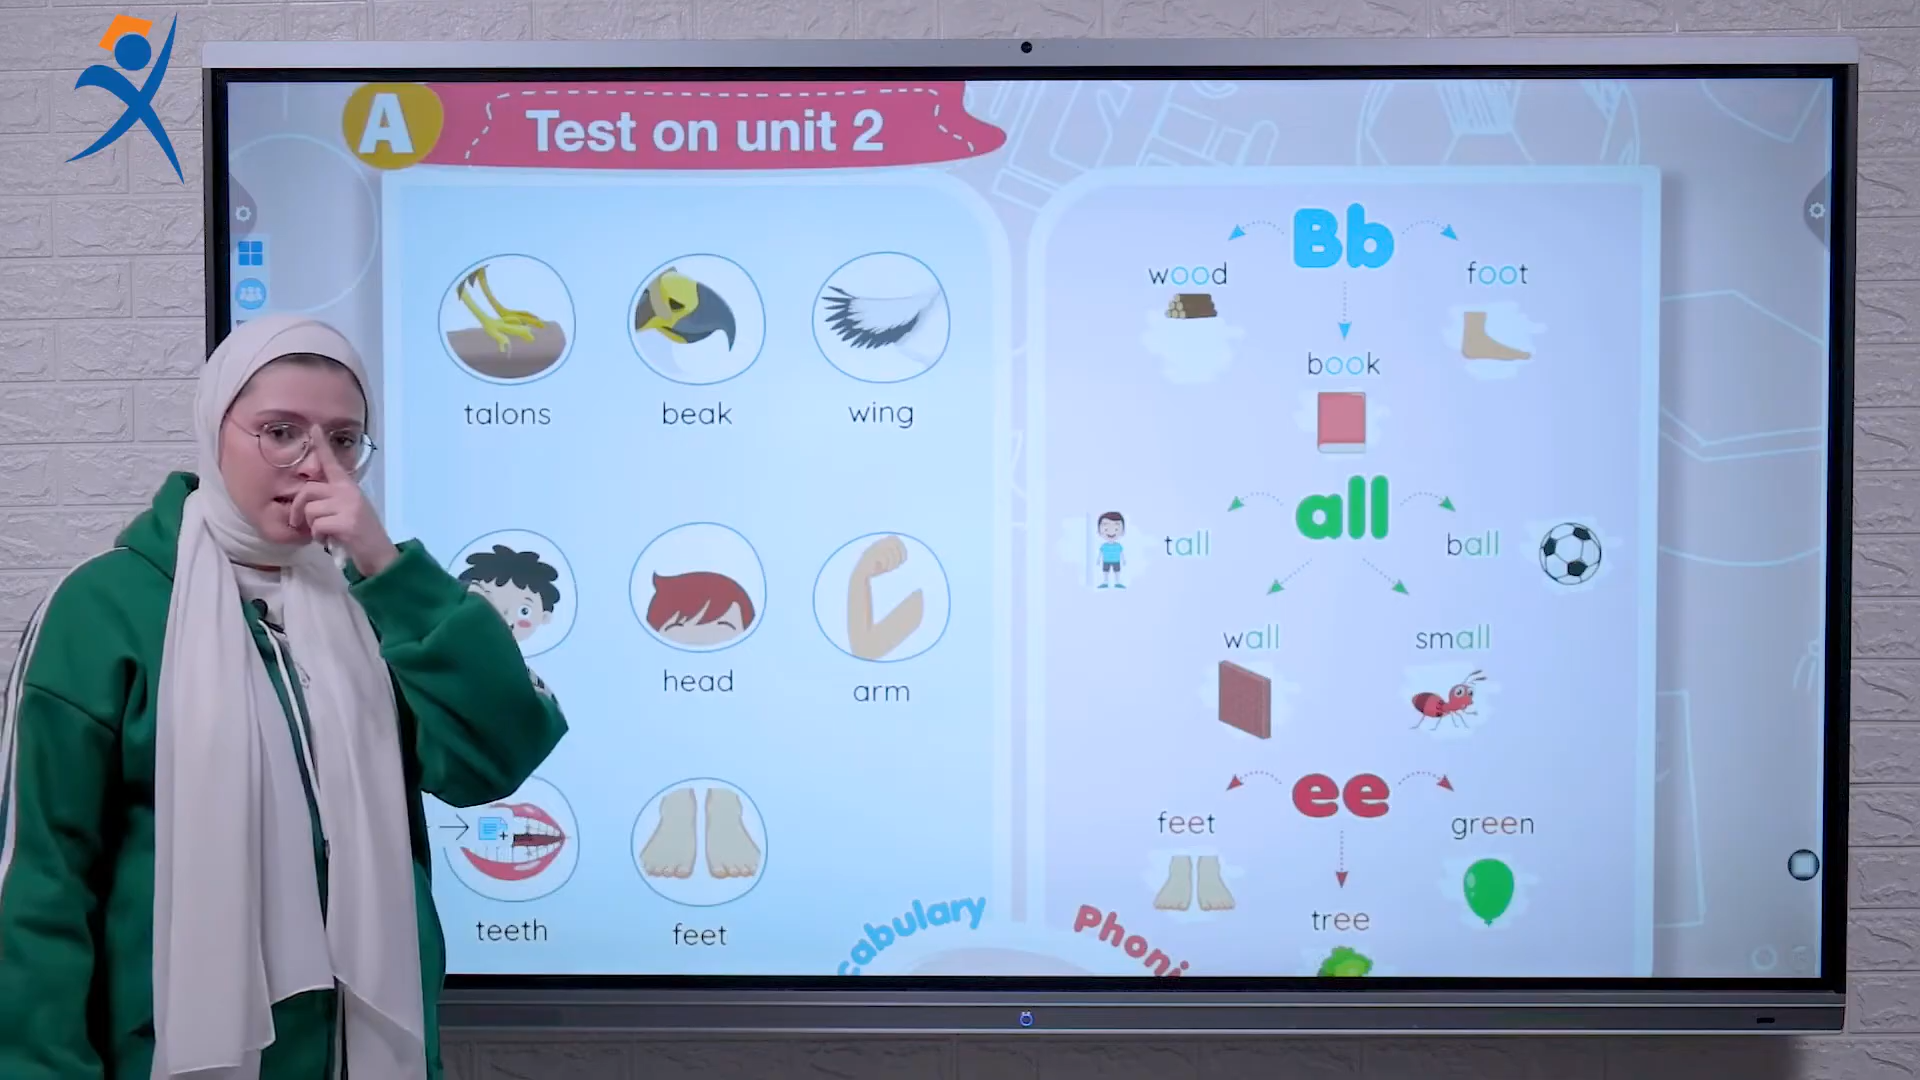 A
Test on unit 2
talons
beak
wing
head
arm
teeth
feet
cabulary
Bb
wood
foot
book
all
tall
ball
wall
small
ee
feet
green
tree
Phoni